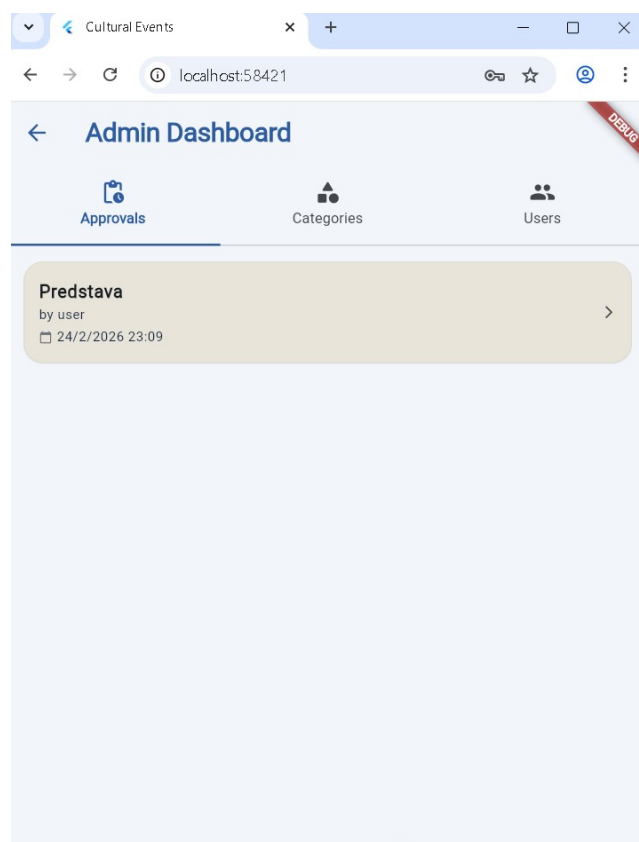 Cultural Events
localhost:58421
DEBUG
Admin Dashboard
Approvals
Categories
Users
Predstava
by user
24/2/2026 23:09